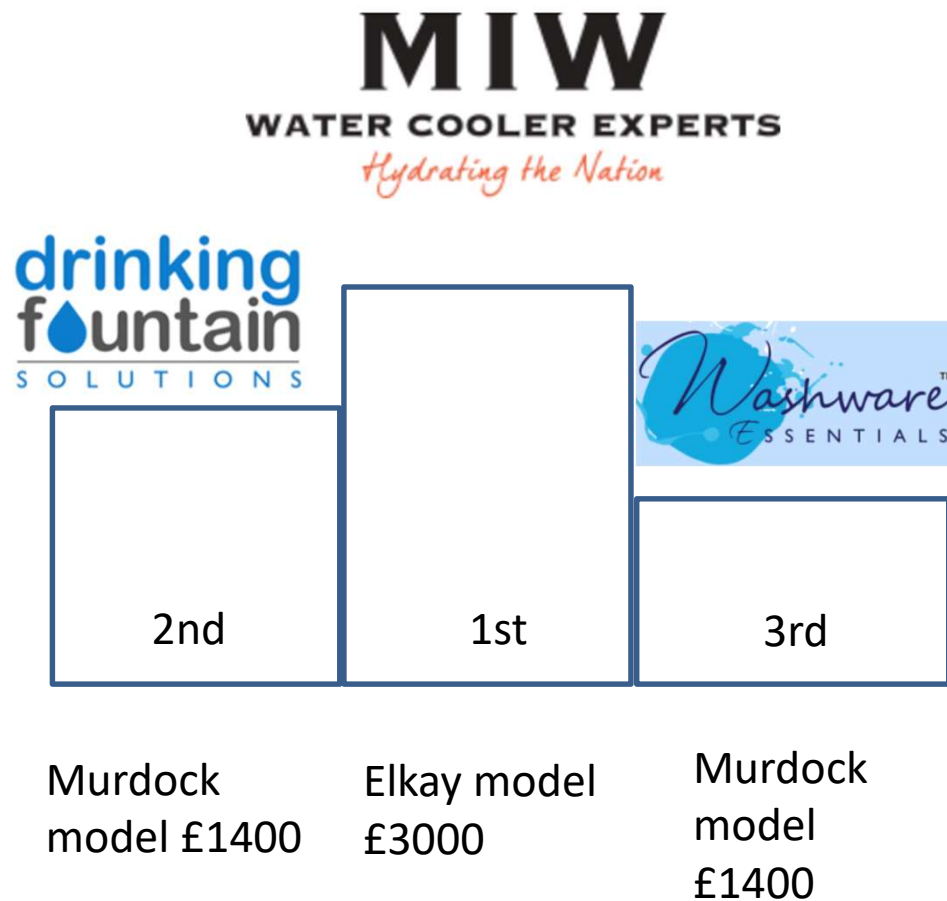 MIW
WATER COOLER EXPERTS
Hydrating the Nation
drinking
fountain
SOLUTIONS
Washware
ESSENTIALS
2nd
1st
3rd
Murdock
model £1400
Elkay model
£3000
Murdock
model
£1400